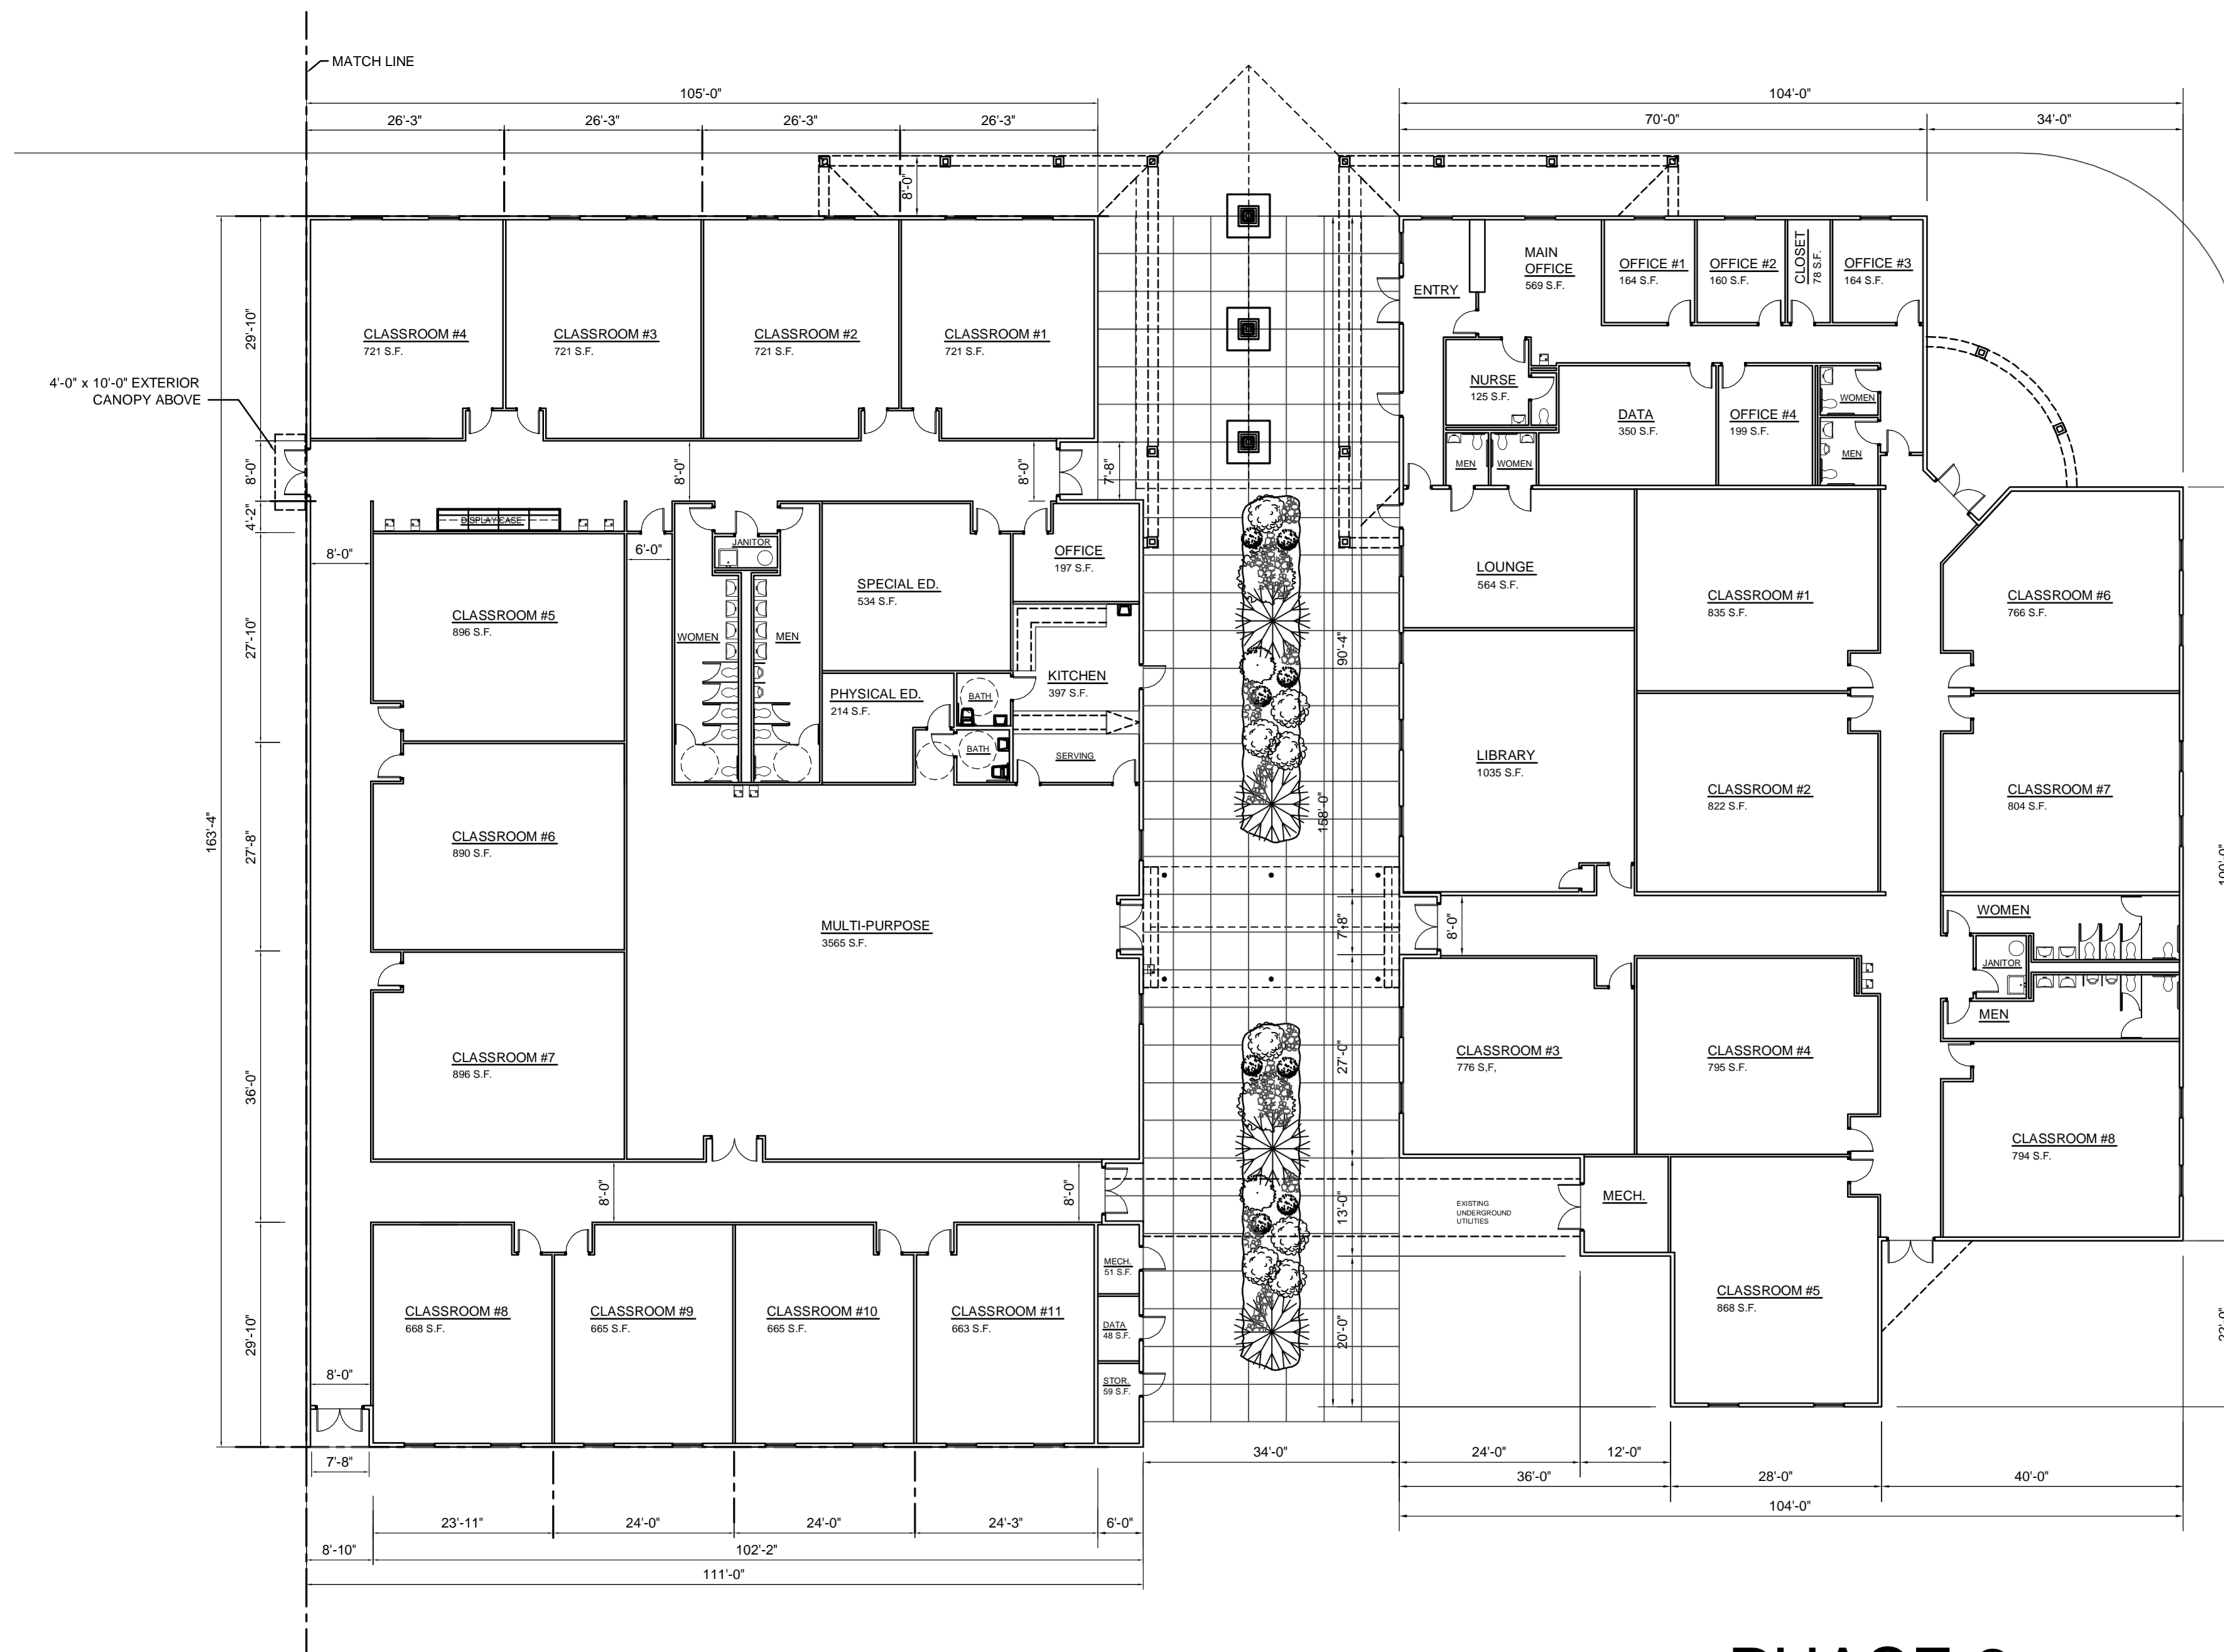 MATCH LINE
105'-0"
104'-0"
26'-3"
26'-3"
26'-3"
26'-3"
70'-0"
34'-0"
8'-0"
29'-10"
CLASSROOM #4
721 S.F.
CLASSROOM #3
721 S.F.
CLASSROOM #2
721 S.F.
CLASSROOM #1
721 S.F.
ENTRY
MAIN
OFFICE
569 S.F.
OFFICE #1
164 S.F.
OFFICE #2
160 S.F.
CLOSET
78 S.F.
OFFICE #3
164 S.F.
4'-0" x 10'-0" EXTERIOR
CANOPY ABOVE
NURSE
125 S.F.
DATA
350 S.F.
OFFICE #4
199 S.F.
WOMEN
MEN
MEN
WOMEN
8'-0"
8'-0"
8'-0"
7'-8"
4'-2"
DISPLAY CASE
8'-0"
6'-0"
JANITOR
OFFICE
197 S.F.
SPECIAL ED.
534 S.F.
CLASSROOM #5
896 S.F.
27'-10"
WOMEN
MEN
KITCHEN
397 S.F.
PHYSICAL ED.
214 S.F.
BATH
BATH
SERVING
90'-4"
158'-0"
LOUNGE
564 S.F.
CLASSROOM #1
835 S.F.
CLASSROOM #6
766 S.F.
LIBRARY
1035 S.F.
CLASSROOM #2
822 S.F.
CLASSROOM #7
804 S.F.
163'-4"
27'-8"
CLASSROOM #6
890 S.F.
MULTI-PURPOSE
3565 S.F.
7'-8"
8'-0"
WOMEN
JANITOR
MEN
100'-0"
CLASSROOM #7
896 S.F.
36'-0"
27'-0"
CLASSROOM #3
776 S,F,
CLASSROOM #4
795 S.F.
CLASSROOM #8
794 S.F.
8'-0"
8'-0"
13'-0"
EXISTING
UNDERGROUND
UTILITIES
MECH.
MECH.
51 S.F.
DATA
48 S.F.
STOR.
59 S.F.
29'-10"
CLASSROOM #8
668 S.F.
CLASSROOM #9
665 S.F.
CLASSROOM #10
665 S.F.
CLASSROOM #11
663 S.F.
20'-0"
CLASSROOM #5
868 S.F.
8'-0"
7'-8"
34'-0"
24'-0"
12'-0"
36'-0"
28'-0"
40'-0"
104'-0"
23'-11"
24'-0"
24'-0"
24'-3"
6'-0"
8'-10"
102'-2"
111'-0"